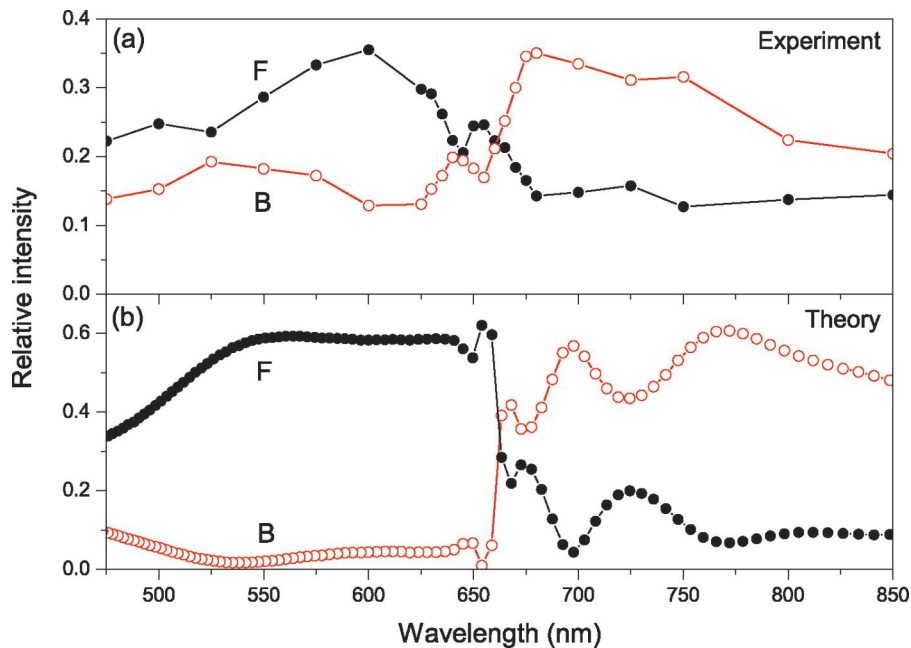 0.4
(a)
Experiment
F
0.3
0.2
B
0.1
0.0
(b)
Theory
0.6
F
0.4
0.2
B
0.0
500 550 600 650 700 750 800 850
Wavelength (nm)
Relative intensity